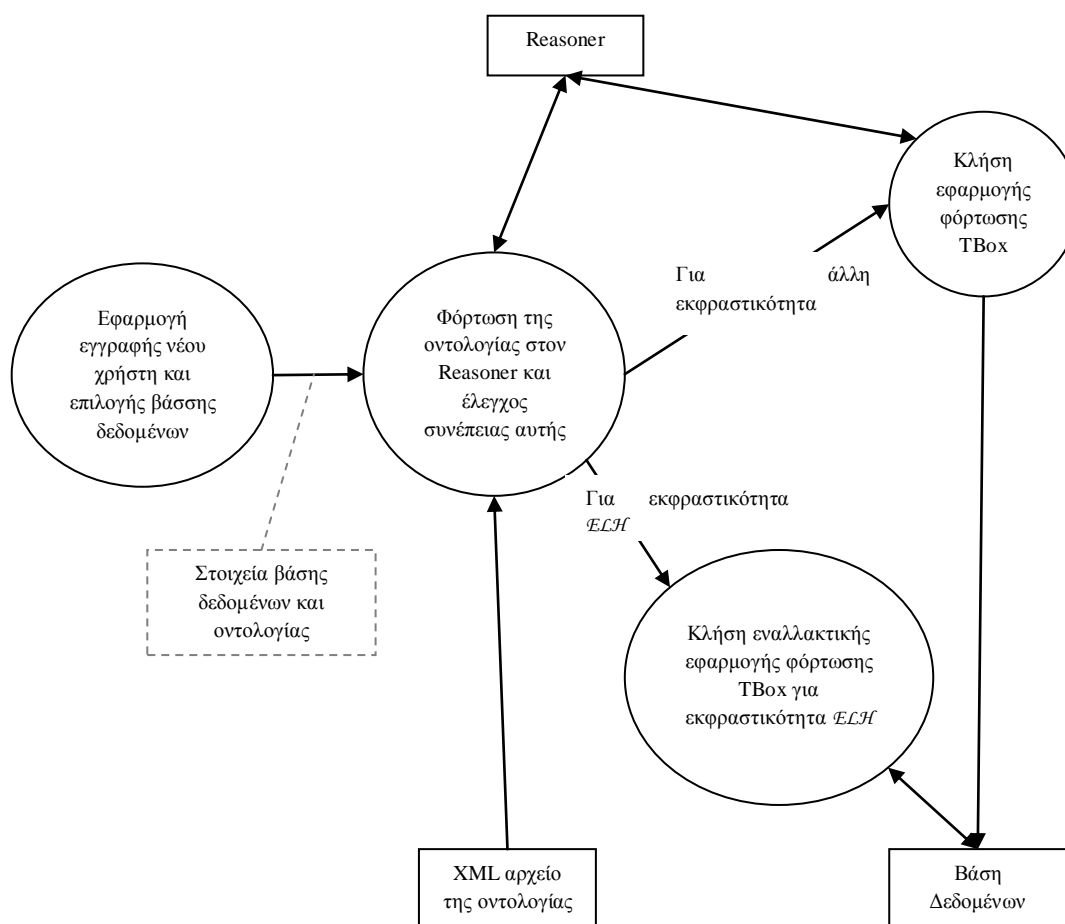 Reasoner
Κλήση
εφαρμογής
φόρτωσης
TBox
Για άλλη
εκφραστικότητα
Εφαρμογή
εγγραφής νέου
χρήστη και
επιλογής βάσσης
δεδομένων
Φόρτωση της
οντολογίας στον
Reasoner και
έλεγχος
συνέπειας αυτής
Για εκφραστικότητα
ELH
Στοιχεία βάσης
δεδομένων και
οντολογίας
Κλήση εναλλακτικής
εφαρμογής φόρτωσης
TBox για
εκφραστικότητα ELH
XML αρχείο
της οντολογίας
Βάση
Δεδομένων